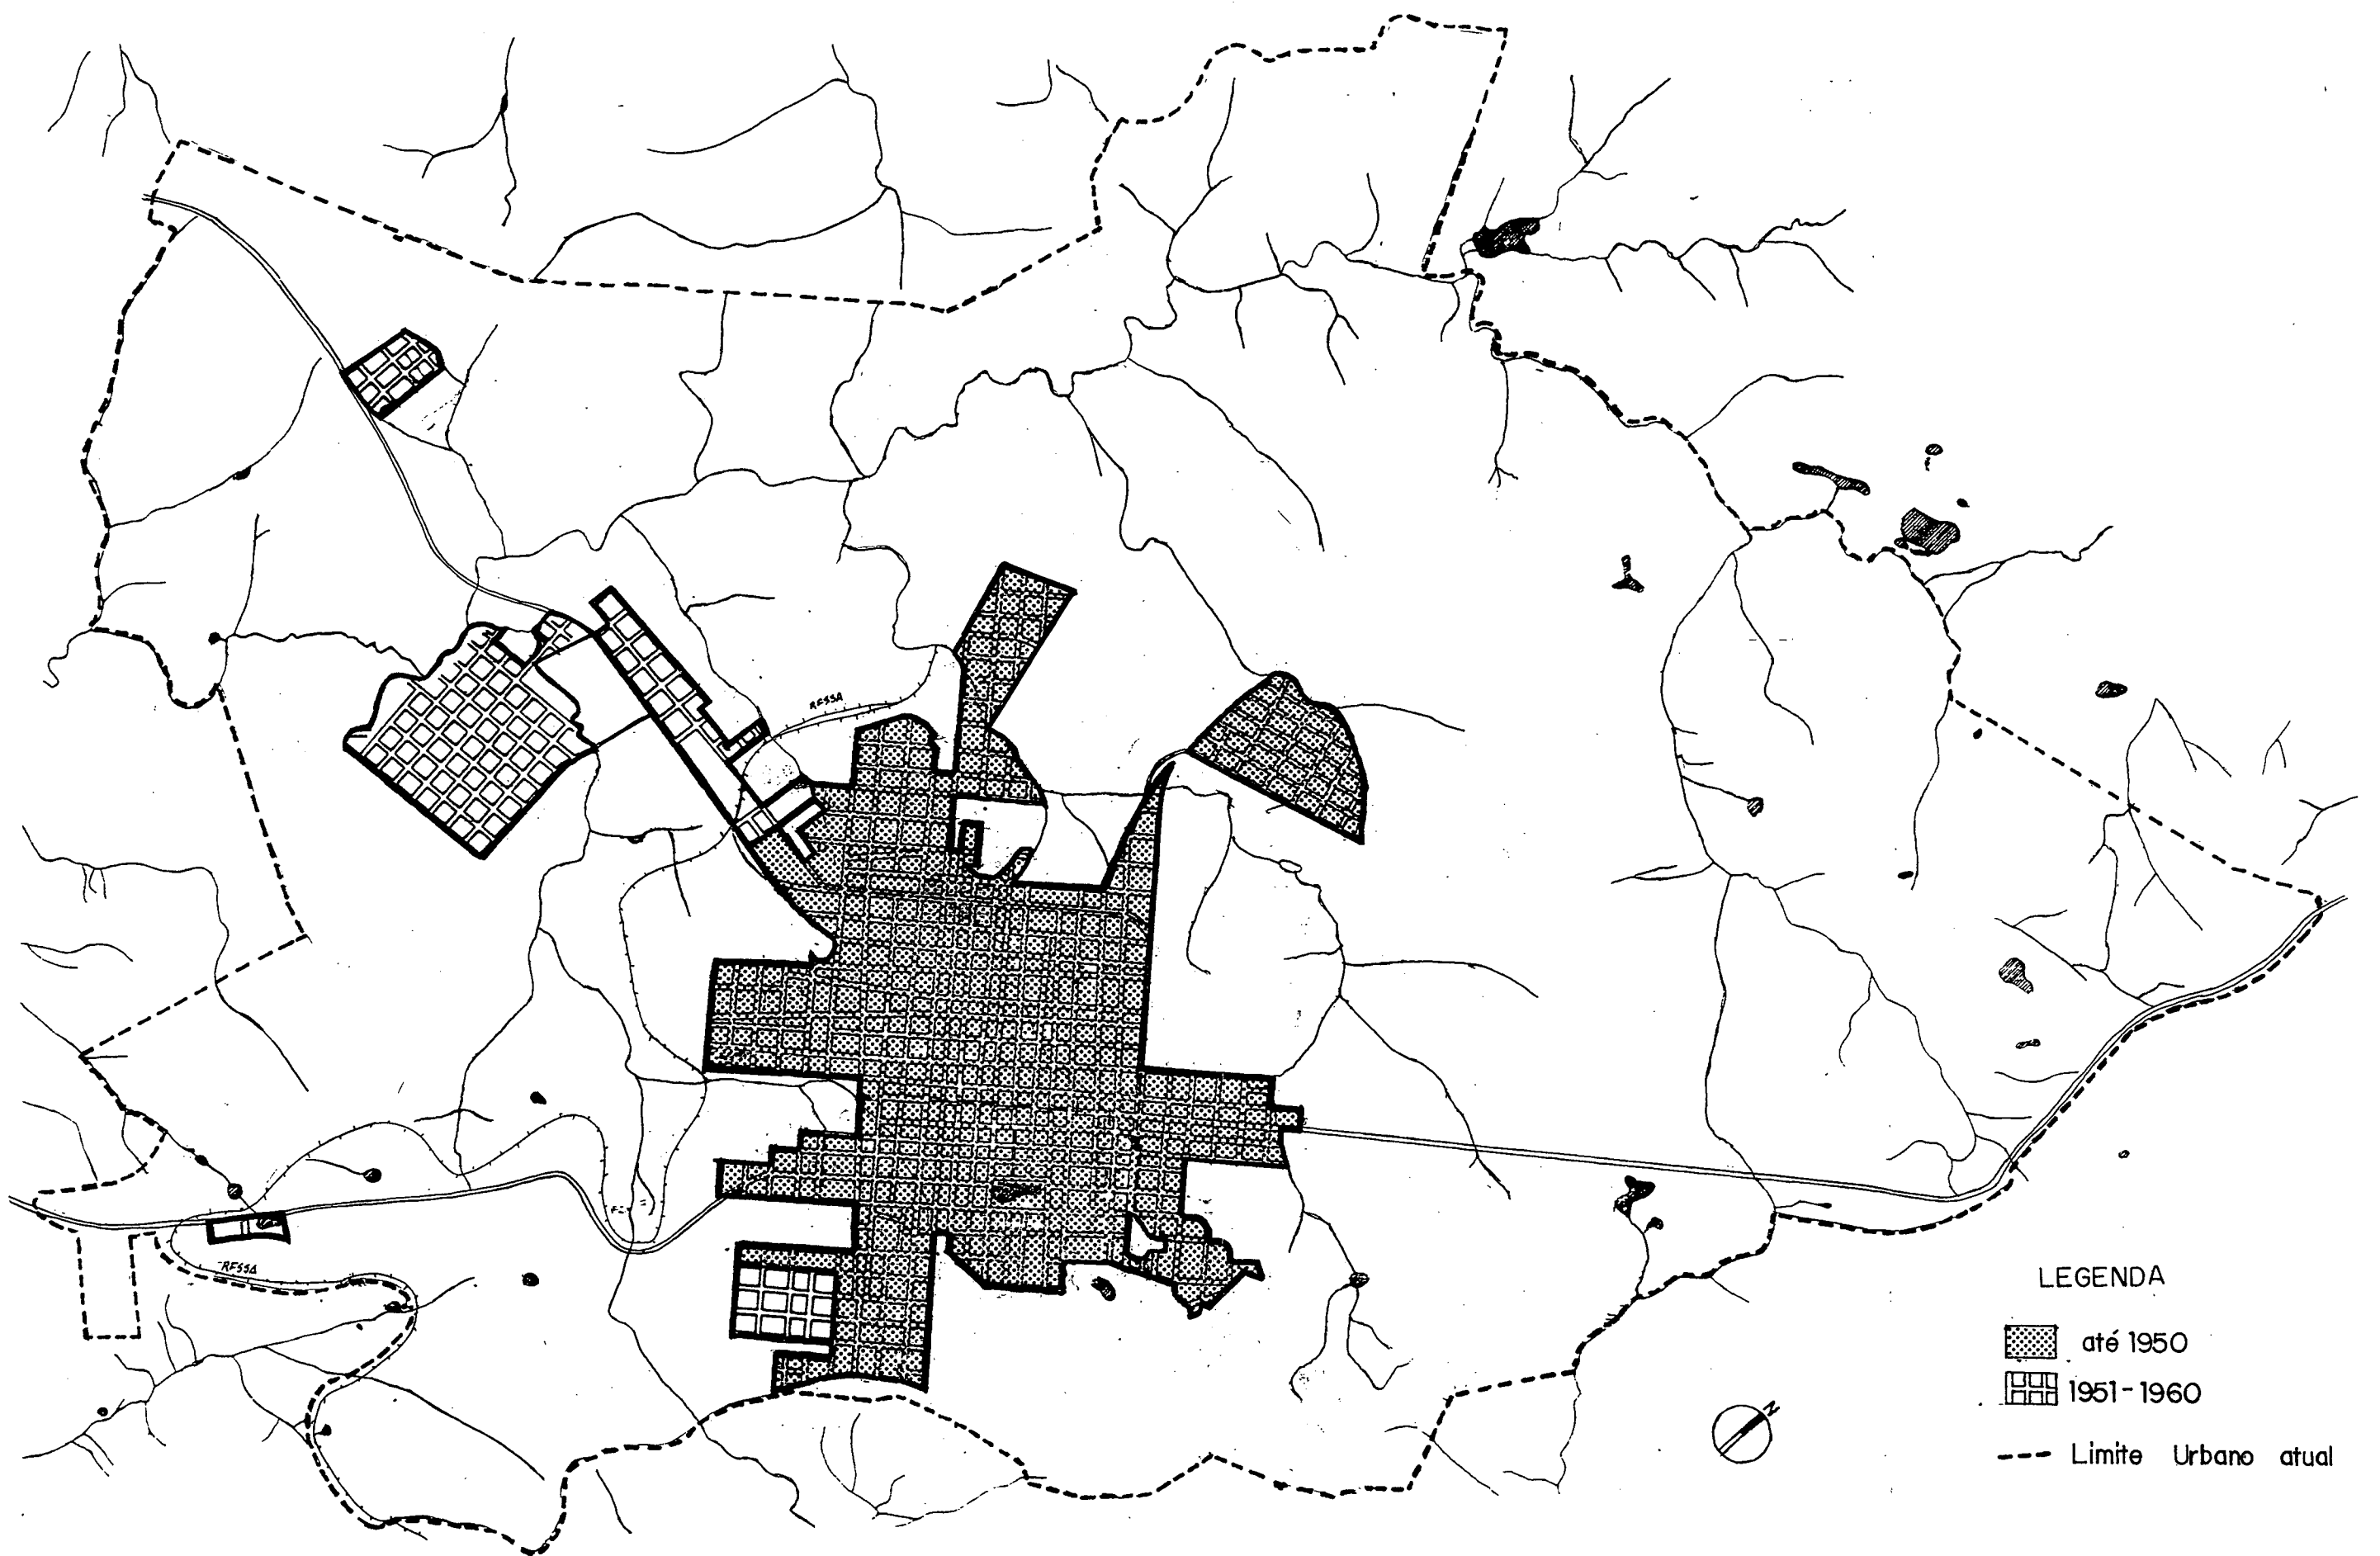 RFSSA
RFSSA
LEGENDA
até 1950
1951-1960
Limite Urbano atual
N